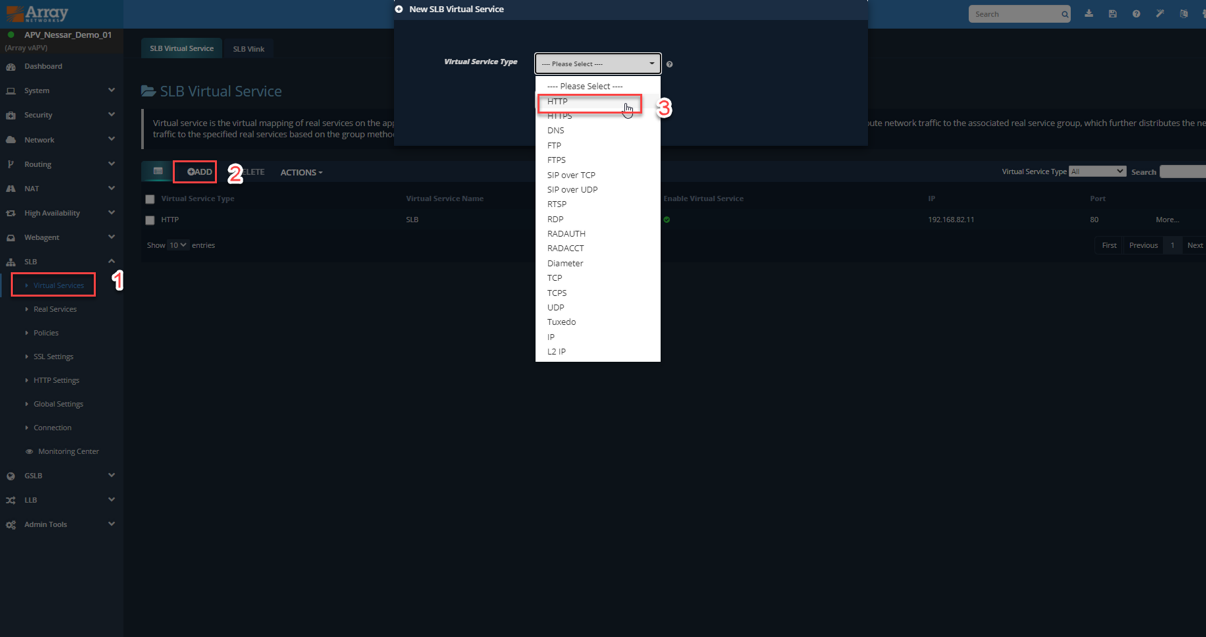 Array
NETWORKS
New SLB Virtual Service
Search
APV_Nessar_Demo_01
(Array vAPV)
SLB Virtual Service
SLB Vlink
Dashboard
System
Security
Network
Routing
NAT
High Availability
Webagent
SLB
Virtual Services
1
Real Services
Policies
SSL Settings
HTTP Settings
Global Settings
Connection
Monitoring Center
GSLB
LLB
Admin Tools
Virtual Service Type
---- Please Select ----
---- Please Select ----
HTTP
3
HTTPS
DNS
FTP
FTPS
SIP over TCP
SIP over UDP
RTSP
RDP
RADAUTH
RADACCT
Diameter
TCP
TCPS
UDP
Tuxedo
IP
L2 IP
SLB Virtual Service
Virtual service is the virtual mapping of real services on the app ute network traffic to the associated real service group, which further distributes the ne
traffic to the specified real services based on the group metho
ADD
2
ELETE
ACTIONS
Virtual Service Type
All
Search
Virtual Service Type Virtual Service Name Enable Virtual Service IP Port
HTTP SLB 192.168.82.11 80 More...
Show 10 entries
First Previous 1 Next